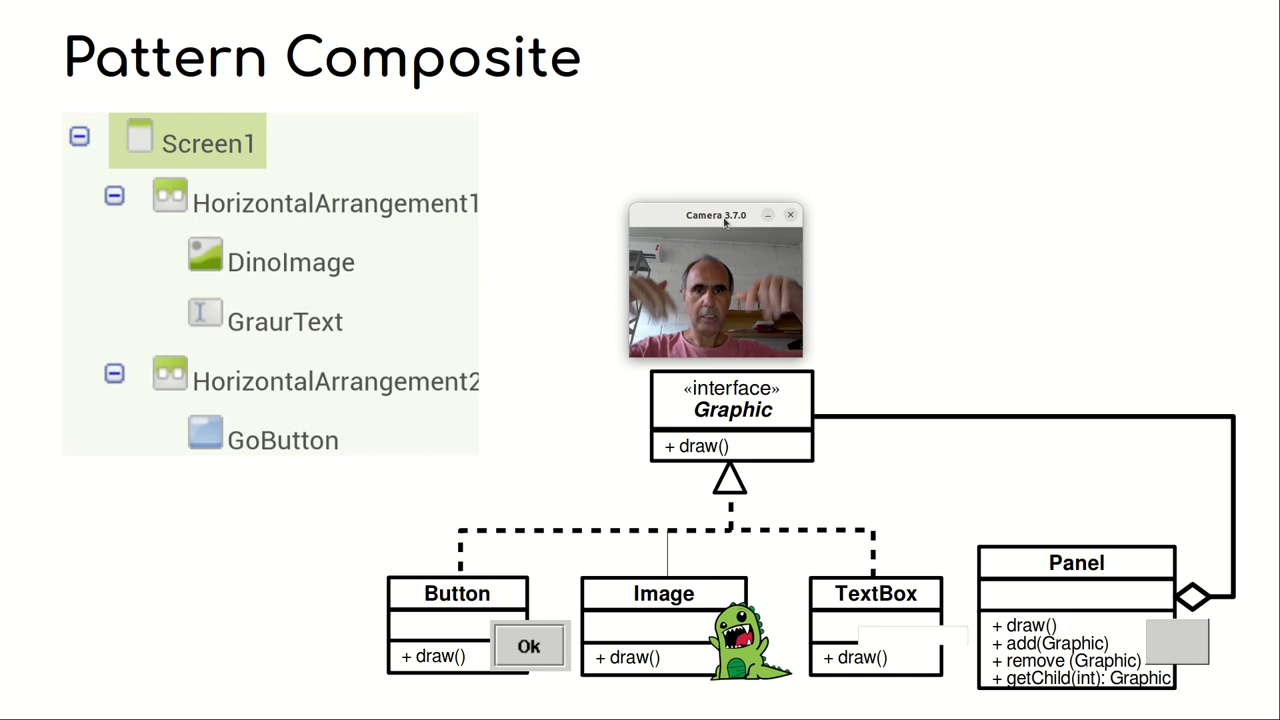 Pattern Composite
Screen1
HorizontalArrangement1
DinoImage
GraurText
HorizontalArrangement2
GoButton
Camera 3.7.0
«interface»
Graphic
+ draw()
Button
+ draw()
Ok
Image
+ draw()
TextBox
+ draw()
Panel
+ draw()
+ add(Graphic)
+ remove (Graphic)
+ getChild(int): Graphic